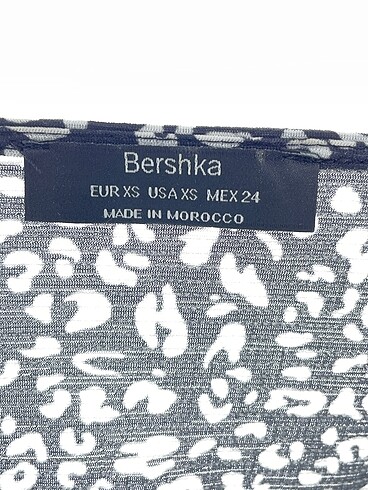 Bershka
EUR XS USA XS MEX 24
MADE IN MOROCCO